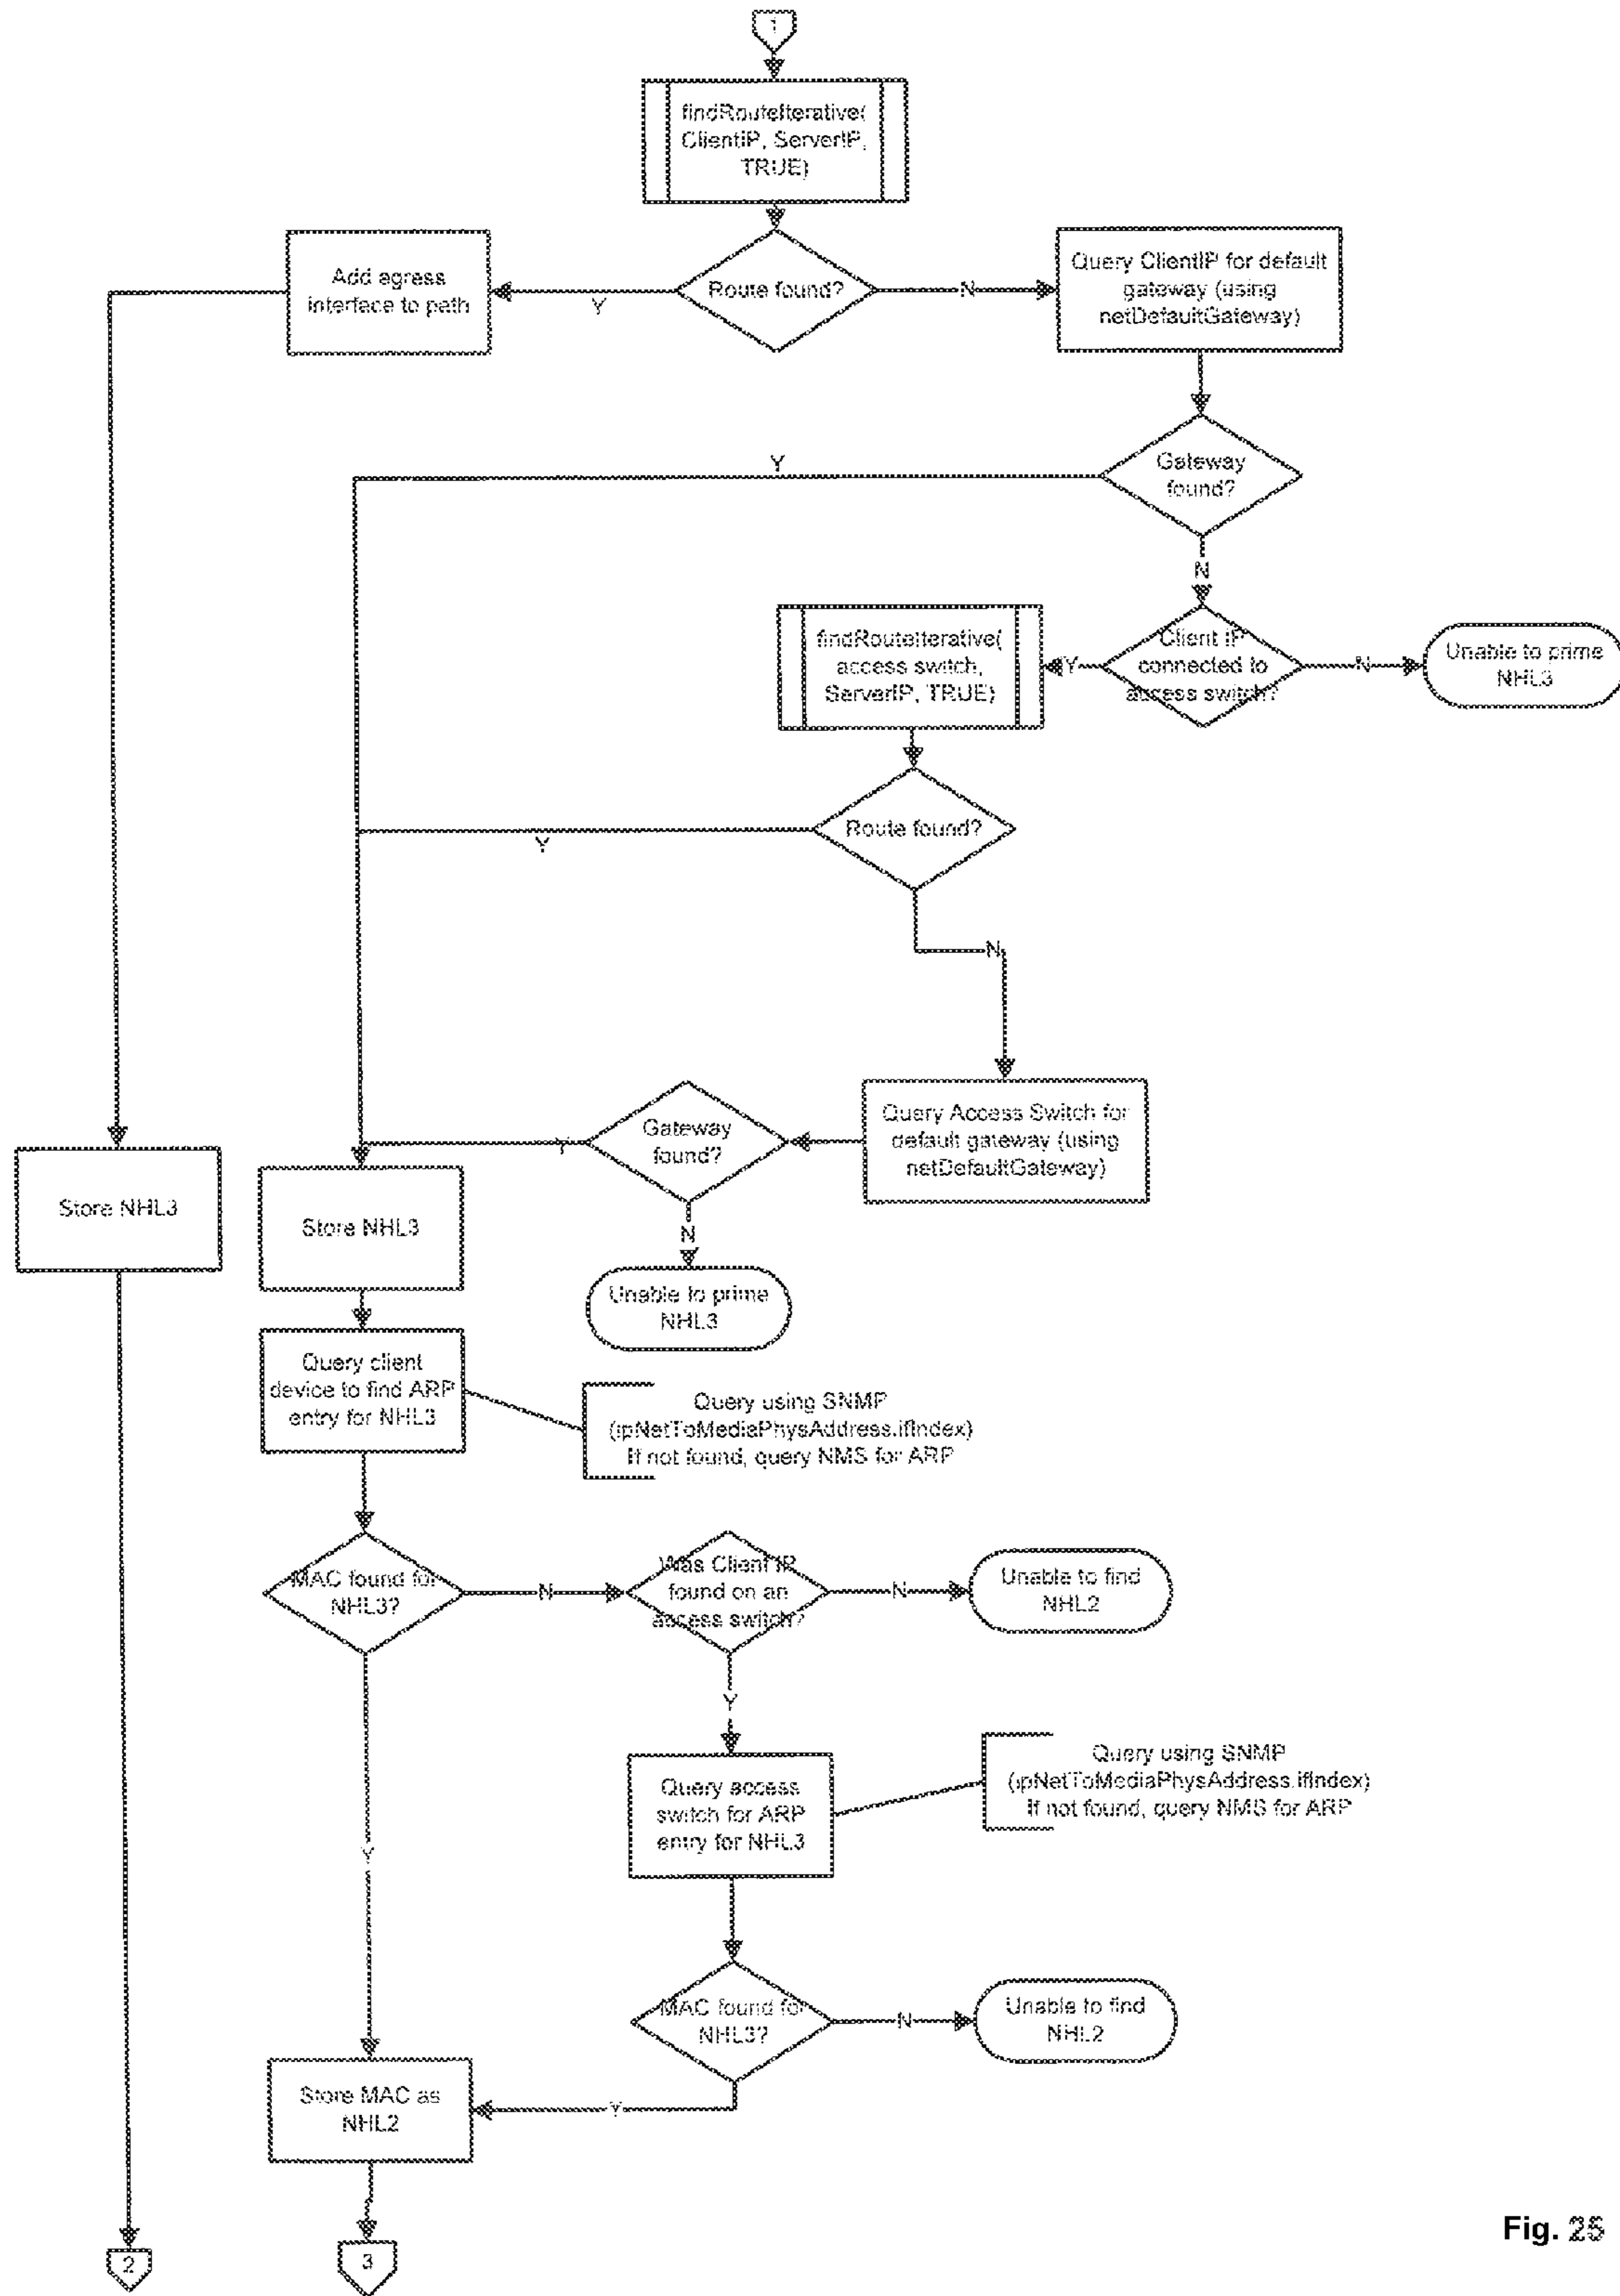 1
findRouteIterative(
ClientIP, ServerIP,
TRUE)
Add egress
interface to path
Y
Route found?
N
Query ClientIP for default
gateway (using
netDefaultGateway)
Y
Gateway
found?
N
findRouteIterative(
access switch,
ServerIP, TRUE)
Y
Client IP
connected to
access switch?
N
Unable to prime
NHL3
Y
Route found?
N
Gateway
found?
Y
Query Access Switch for
default gateway (using
netDefaultGateway)
Store NHL3
Store NHL3
N
Unable to prime
NHL3
Query client
device to find ARP
entry for NHL3
Query using SNMP
(ipNetToMediaPhysAddress.ifIndex)
If not found, query NMS for ARP
MAC found for
NHL3?
N
Was Client IP
found on an
access switch?
N
Unable to find
NHL2
Y
Y
Query access
switch for ARP
entry for NHL3
Query using SNMP
(ipNetToMediaPhysAddress.ifIndex)
If not found, query NMS for ARP
MAC found for
NHL3?
N
Unable to find
NHL2
Store MAC as
NHL2
Y
2
3
Fig. 25